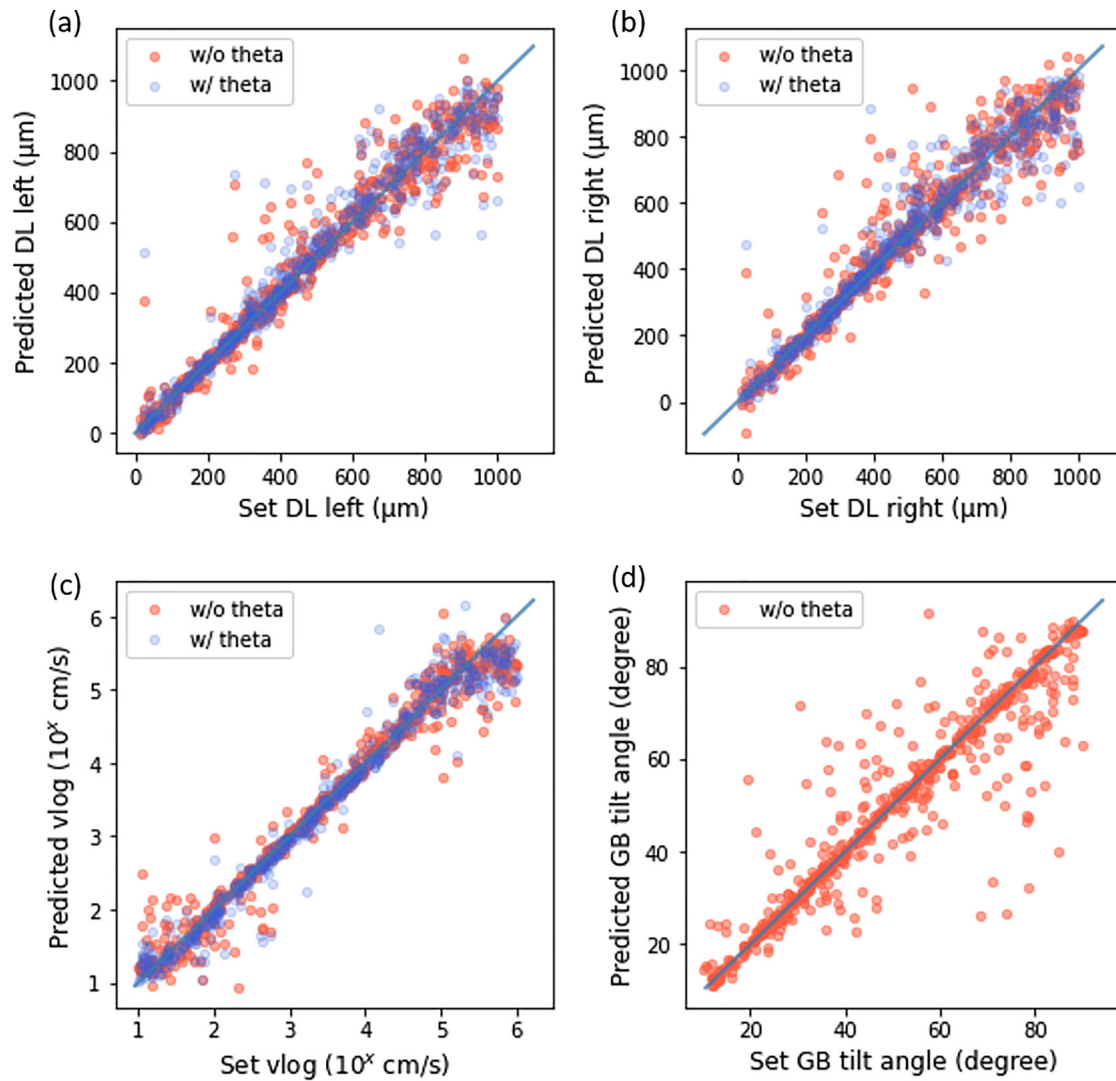 (a)
w/o theta
w/ theta
1000
800
600
400
200
0
Predicted DL left (μm)
0 200 400 600 800 1000
Set DL left (μm)
(b)
w/o theta
w/ theta
1000
800
600
400
200
0
Predicted DL right (μm)
0 200 400 600 800 1000
Set DL right (μm)
(c)
w/o theta
w/ theta
6
5
4
3
2
1
Predicted vlog (10^x cm/s)
1 2 3 4 5 6
Set vlog (10^x cm/s)
(d)
w/o theta
80
60
40
20
Predicted GB tilt angle (degree)
20 40 60 80
Set GB tilt angle (degree)